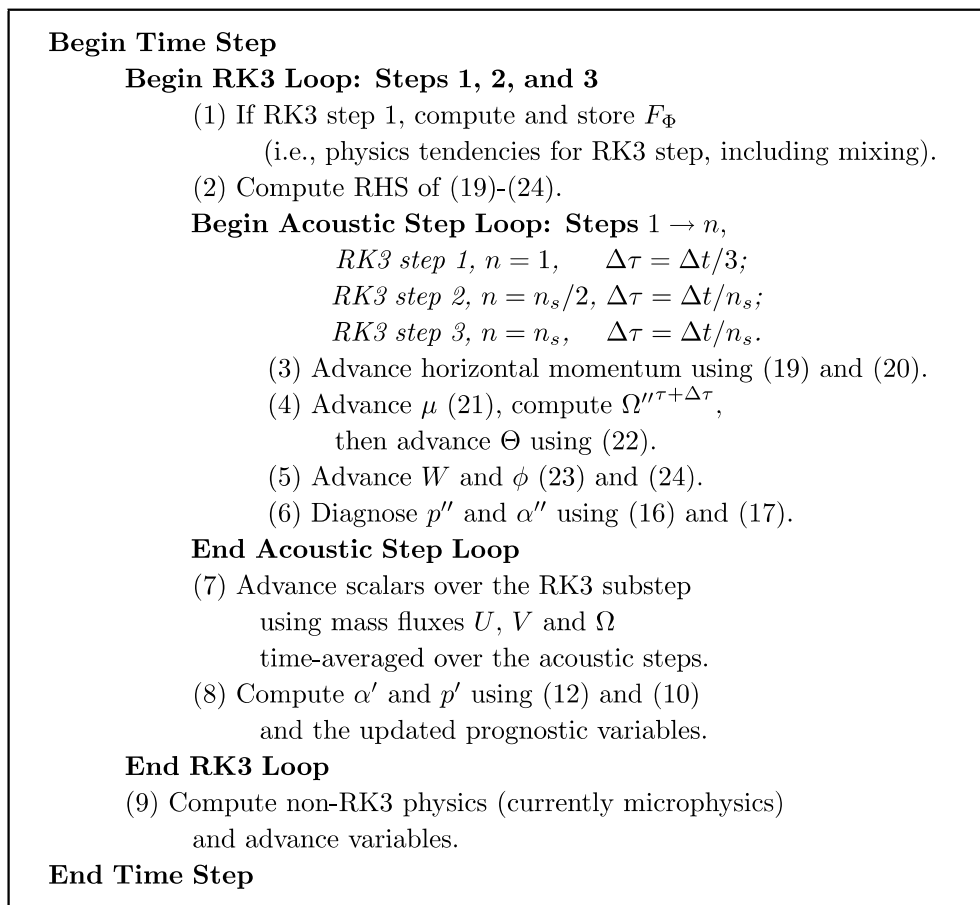 Begin Time Step
Begin RK3 Loop: Steps 1, 2, and 3
(1) If RK3 step 1, compute and store F_Φ
(i.e., physics tendencies for RK3 step, including mixing).
(2) Compute RHS of (19)-(24).
Begin Acoustic Step Loop: Steps 1 → n,
RK3 step 1, n = 1, Δτ = Δt/3;
RK3 step 2, n = n_s/2, Δτ = Δt/n_s;
RK3 step 3, n = n_s, Δτ = Δt/n_s.
(3) Advance horizontal momentum using (19) and (20).
(4) Advance μ (21), compute Ω''^{τ+Δτ},
then advance Θ using (22).
(5) Advance W and ϕ (23) and (24).
(6) Diagnose p'' and α'' using (16) and (17).
End Acoustic Step Loop
(7) Advance scalars over the RK3 substep
using mass fluxes U, V and Ω
time-averaged over the acoustic steps.
(8) Compute α' and p' using (12) and (10)
and the updated prognostic variables.
End RK3 Loop
(9) Compute non-RK3 physics (currently microphysics)
and advance variables.
End Time Step